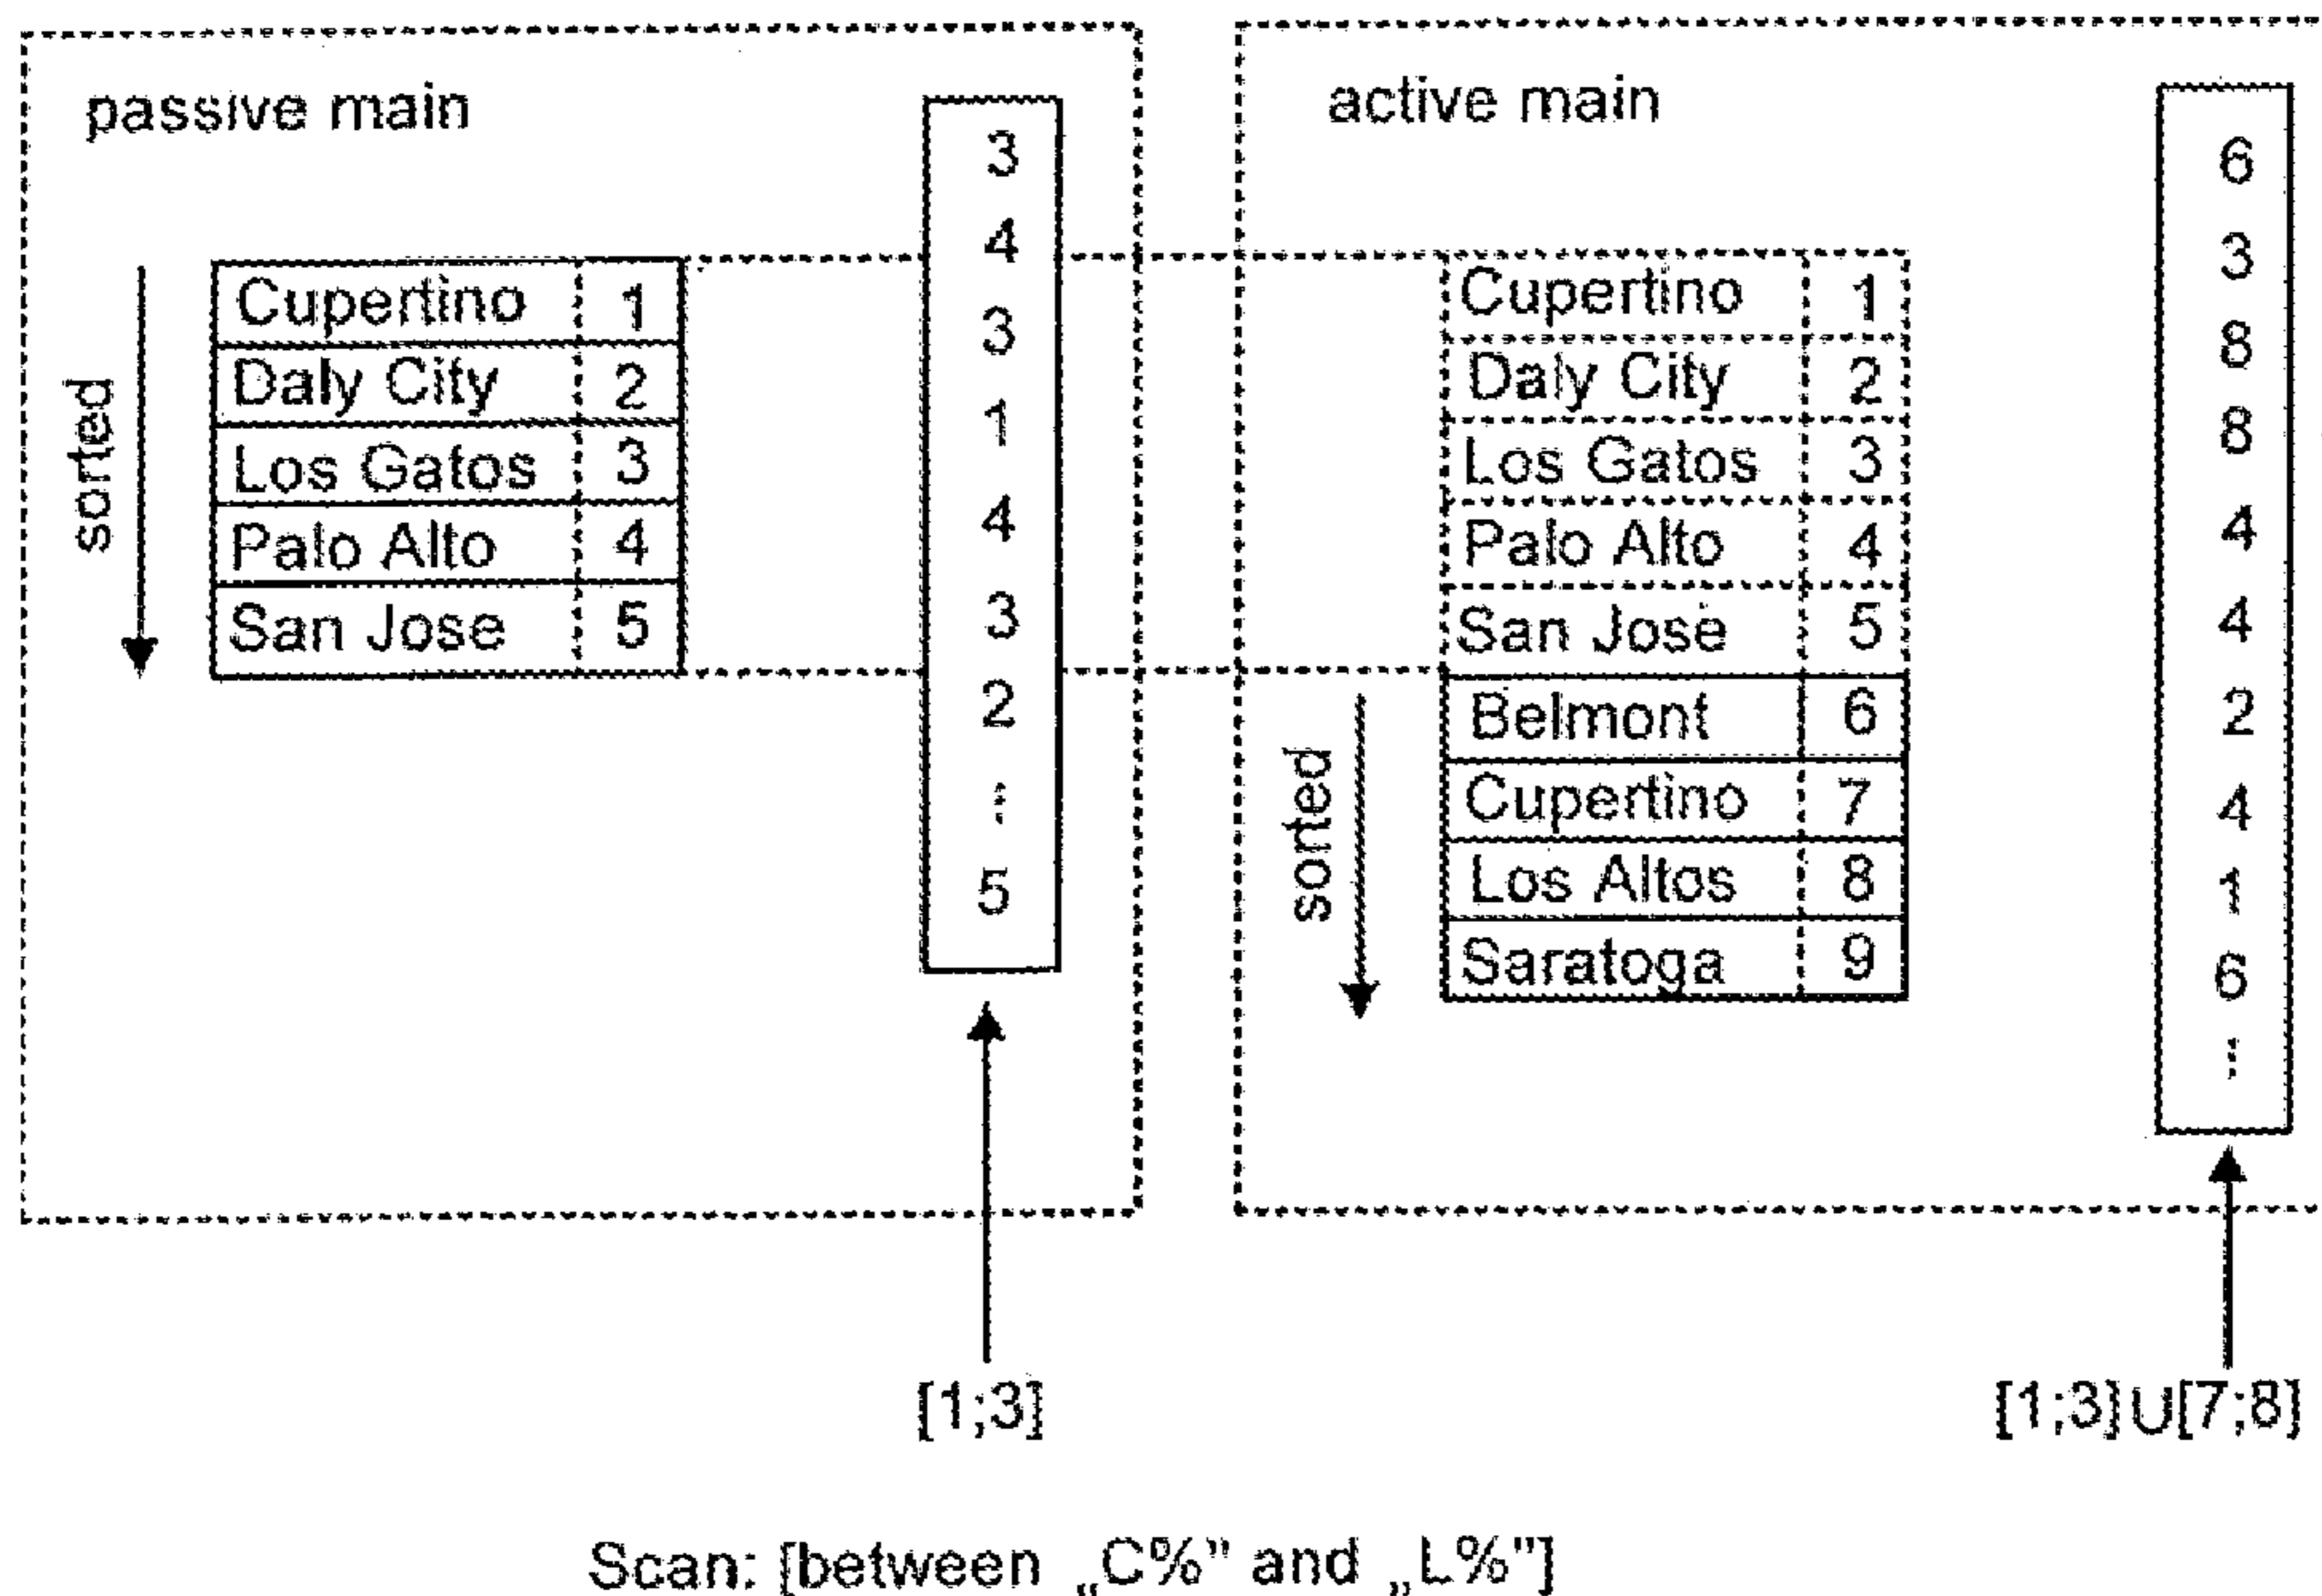 passive main
sorted
Cupertino 1
Daly City 2
Los Gatos 3
Palo Alto 4
San Jose 5
3
4
3
1
4
3
2
⋮
5
[1;3]
active main
Cupertino 1
Daly City 2
Los Gatos 3
Palo Alto 4
San Jose 5
sorted
Belmont 6
Cupertino 7
Los Altos 8
Saratoga 9
6
3
8
8
4
4
2
4
1
6
⋮
[1;3]∪[7;8]
Scan: [between „C%" and „L%"]